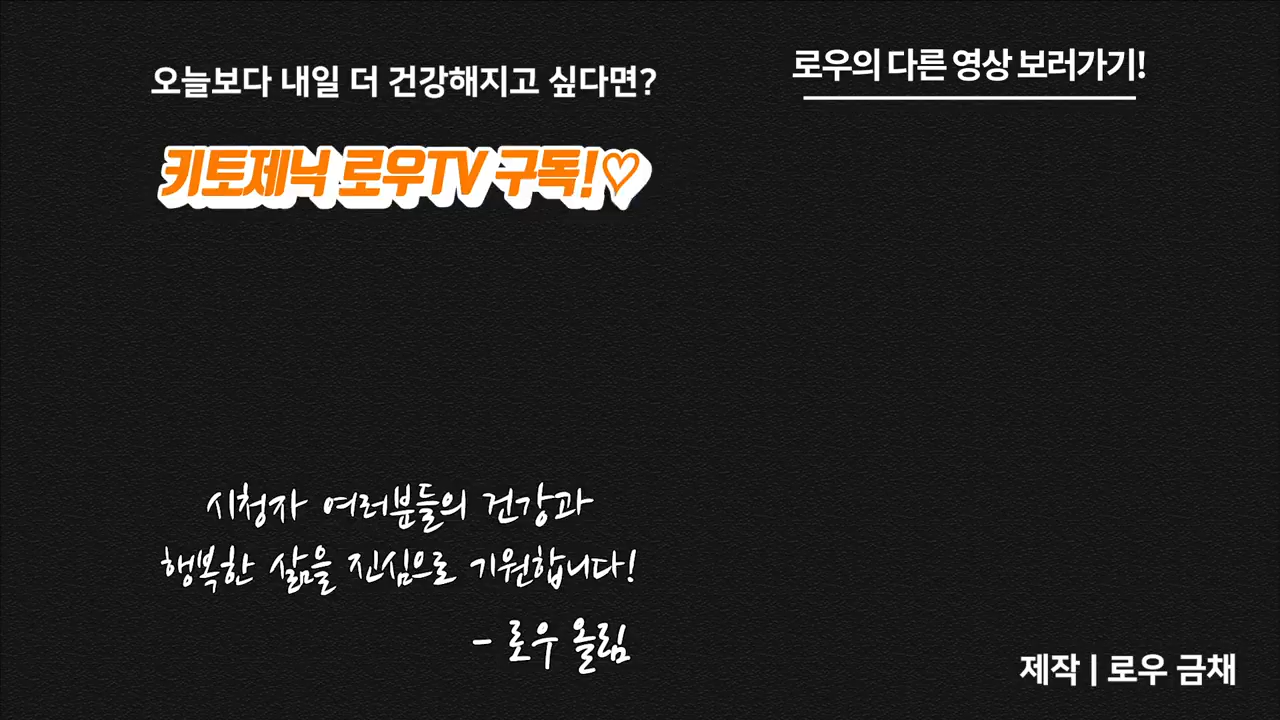 오늘보다 내일 더 건강해지고 싶다면?
키토제닉 로우TV 구독!♡
로우의 다른 영상 보러가기!
시청자 여러분들의 건강과
행복한 삶을 진심으로 기원합니다!
- 로우 올림
제작 | 로우 금채